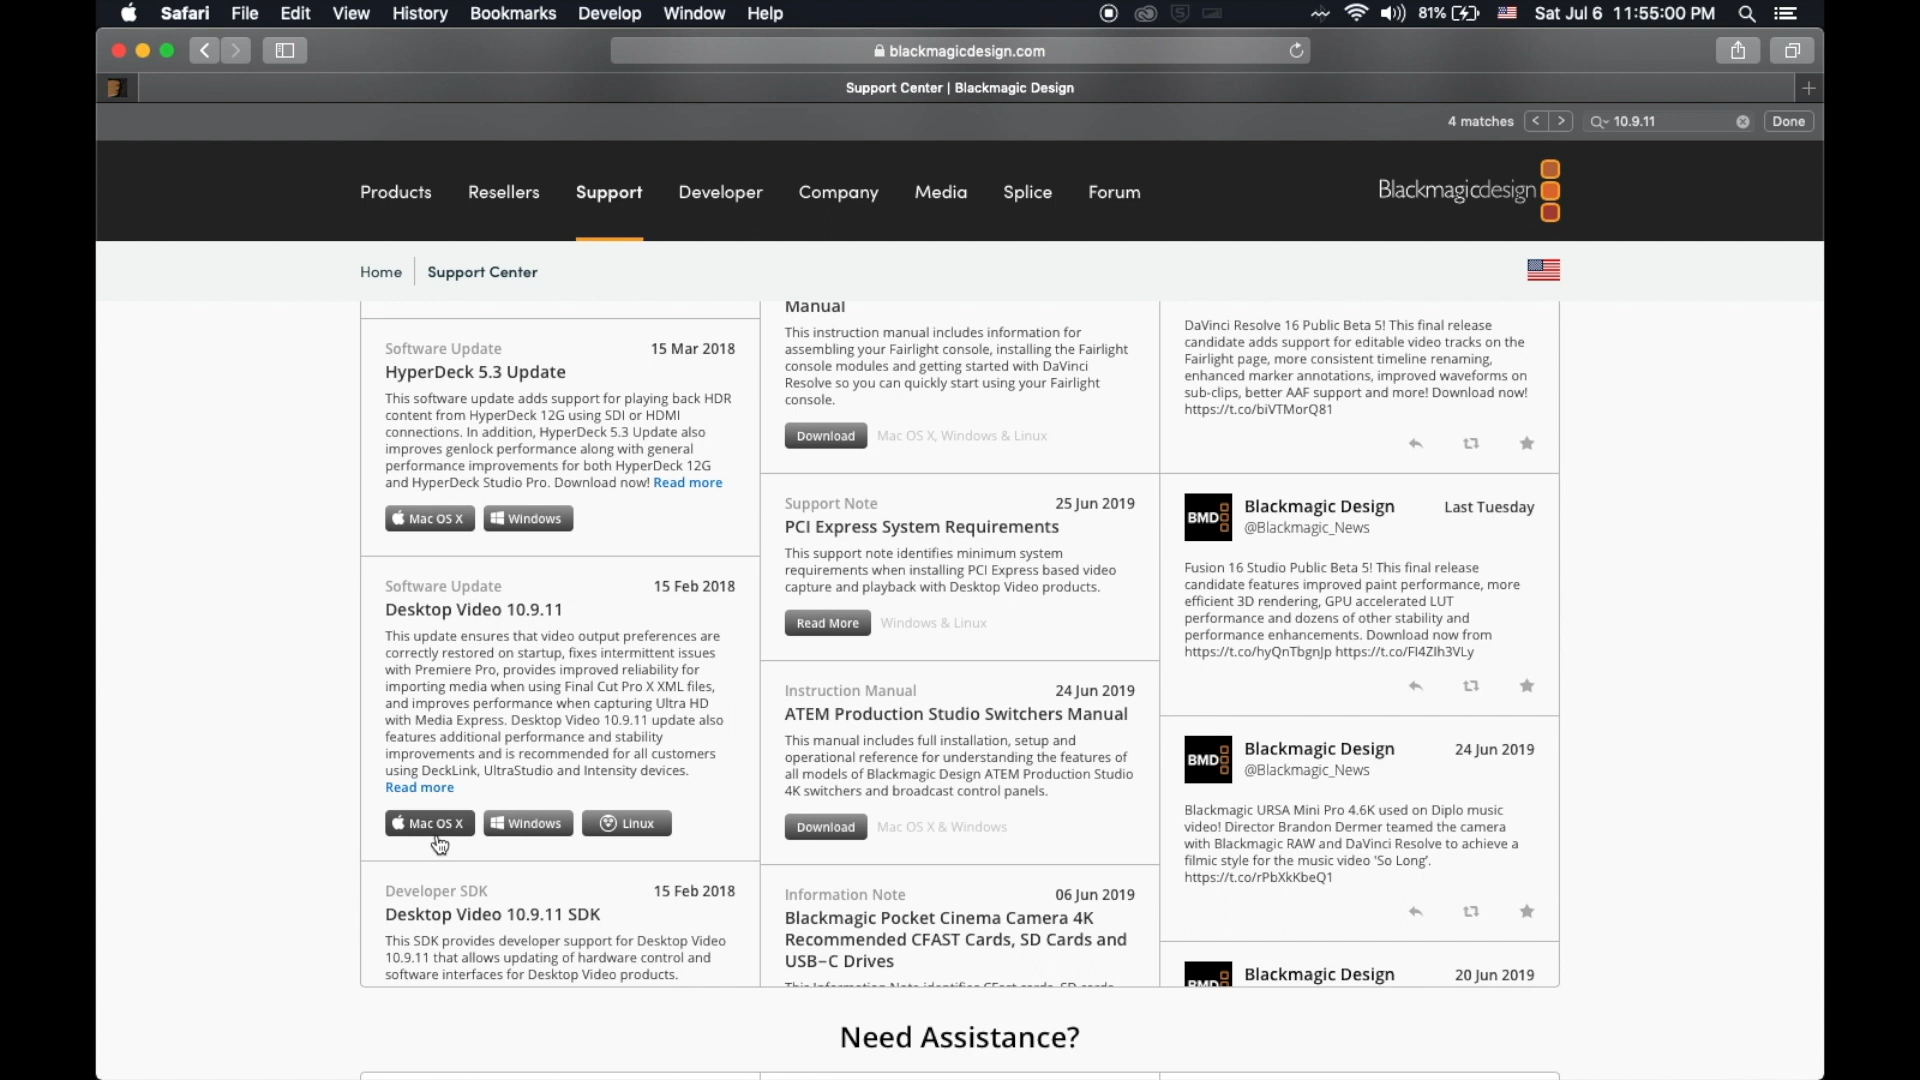 Safari File Edit View History Bookmarks Develop Window Help 81% Sat Jul 6 11:55:00 PM
blackmagicdesign.com
Support Center | Blackmagic Design
4 matches 10.9.11 Done
Products Resellers Support Developer Company Media Splice Forum Blackmagicdesign
Home Support Center
Software Update 15 Mar 2018
HyperDeck 5.3 Update
This software update adds support for playing back HDR
content from HyperDeck 12G using SDI or HDMI
connections. In addition, HyperDeck 5.3 Update also
improves genlock performance along with general
performance improvements for both HyperDeck 12G
and HyperDeck Studio Pro. Download now! Read more
Mac OS X Windows
Software Update 15 Feb 2018
Desktop Video 10.9.11
This update ensures that video output preferences are
correctly restored on startup, fixes intermittent issues
with Premiere Pro, provides improved reliability for
importing media when using Final Cut Pro X XML files,
and improves performance when capturing Ultra HD
with Media Express. Desktop Video 10.9.11 update also
features additional performance and stability
improvements and is recommended for all customers
using DeckLink, UltraStudio and Intensity devices.
Read more
Mac OS X Windows Linux
Developer SDK 15 Feb 2018
Desktop Video 10.9.11 SDK
This SDK provides developer support for Desktop Video
10.9.11 that allows updating of hardware control and
software interfaces for Desktop Video products.
Manual
This instruction manual includes information for
assembling your Fairlight console, installing the Fairlight
console modules and getting started with DaVinci
Resolve so you can quickly start using your Fairlight
console.
Download Mac OS X, Windows & Linux
Support Note 25 Jun 2019
PCI Express System Requirements
This support note identifies minimum system
requirements when installing PCI Express based video
capture and playback with Desktop Video products.
Read More Windows & Linux
Instruction Manual 24 Jun 2019
ATEM Production Studio Switchers Manual
This manual includes full installation, setup and
operational reference for understanding the features of
all models of Blackmagic Design ATEM Production Studio
4K switchers and broadcast control panels.
Download Mac OS X & Windows
Information Note 06 Jun 2019
Blackmagic Pocket Cinema Camera 4K
Recommended CFAST Cards, SD Cards and
USB–C Drives
DaVinci Resolve 16 Public Beta 5! This final release
candidate adds support for editable video tracks on the
Fairlight page, more consistent timeline renaming,
enhanced marker annotations, improved waveforms on
sub-clips, better AAF support and more! Download now!
https://t.co/biVTMorQ81
BMD Blackmagic Design Last Tuesday
@Blackmagic_News
Fusion 16 Studio Public Beta 5! This final release
candidate features improved paint performance, more
efficient 3D rendering, GPU accelerated LUT
performance and dozens of other stability and
performance enhancements. Download now from
https://t.co/hyQnTbgnJp https://t.co/FI4ZIh3VLy
BMD Blackmagic Design 24 Jun 2019
@Blackmagic_News
Blackmagic URSA Mini Pro 4.6K used on Diplo music
video! Director Brandon Dermer teamed the camera
with Blackmagic RAW and DaVinci Resolve to achieve a
filmic style for the music video 'So Long'.
https://t.co/rPbXkKbeQ1
BMD Blackmagic Design 20 Jun 2019
Need Assistance?